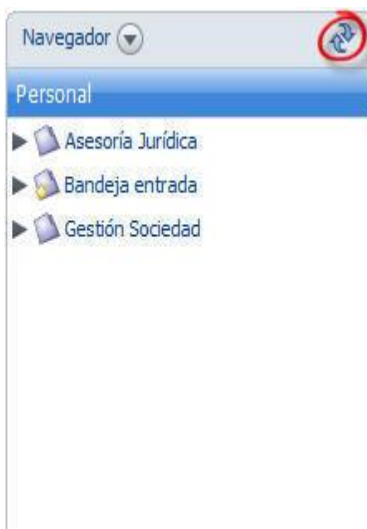 Navegador
Personal
Asesoría Jurídica
Bandeja entrada
Gestión Sociedad